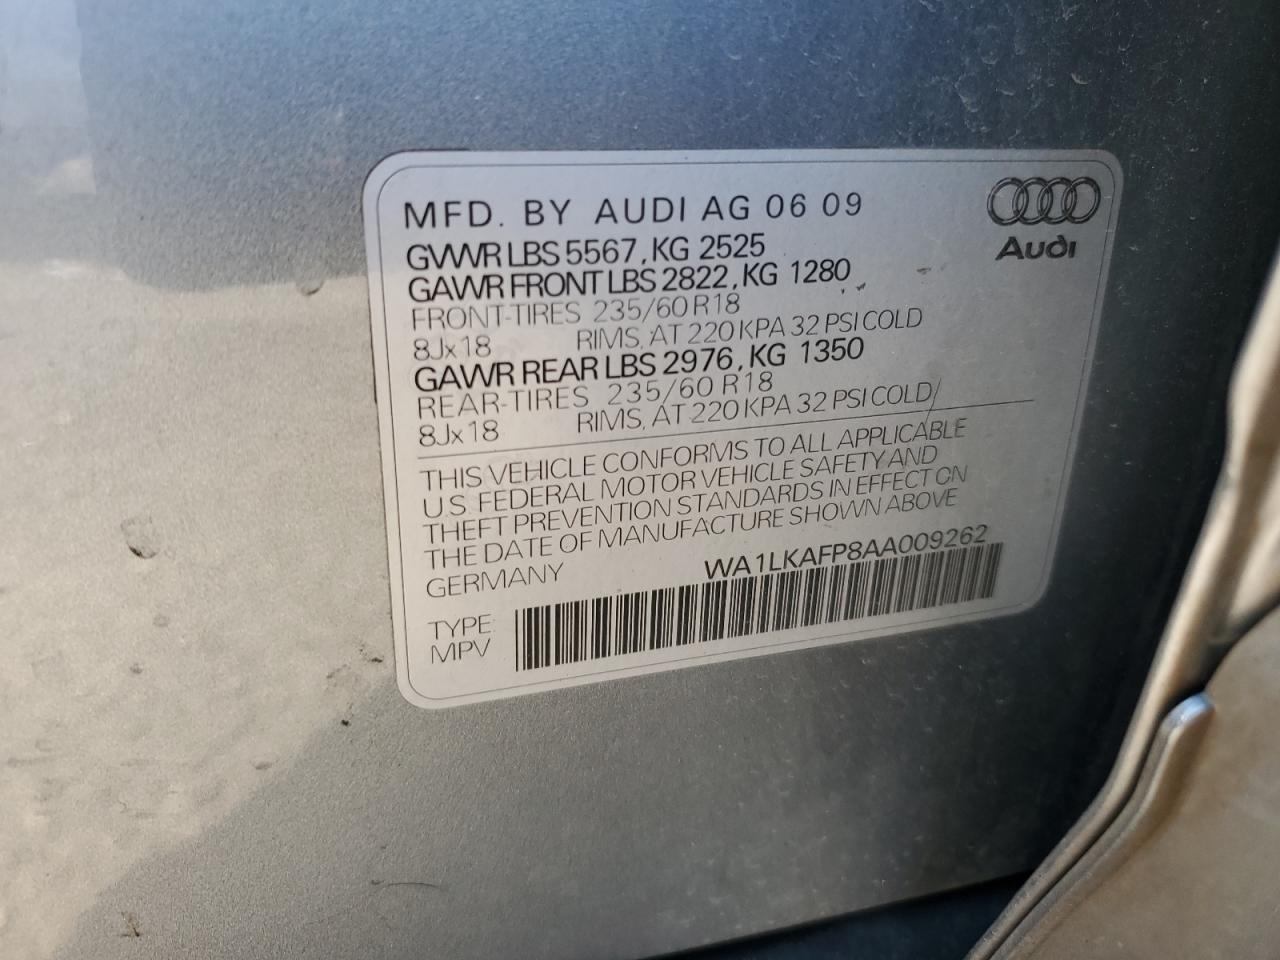 MFD. BY AUDI AG 06 09
Audi
GVWR LBS 5567, KG 2525
GAWR FRONT LBS 2822, KG 1280
FRONT-TIRES 235/60 R18
8Jx18 RIMS, AT 220 KPA 32 PSI COLD
GAWR REAR LBS 2976, KG 1350
REAR-TIRES 235/60 R18
8Jx18 RIMS, AT 220 KPA 32 PSI COLD
THIS VEHICLE CONFORMS TO ALL APPLICABLE
U.S. FEDERAL MOTOR VEHICLE SAFETY AND
THEFT PREVENTION STANDARDS IN EFFECT ON
THE DATE OF MANUFACTURE SHOWN ABOVE
GERMANY WA1LKAFP8AA009262
TYPE
MPV